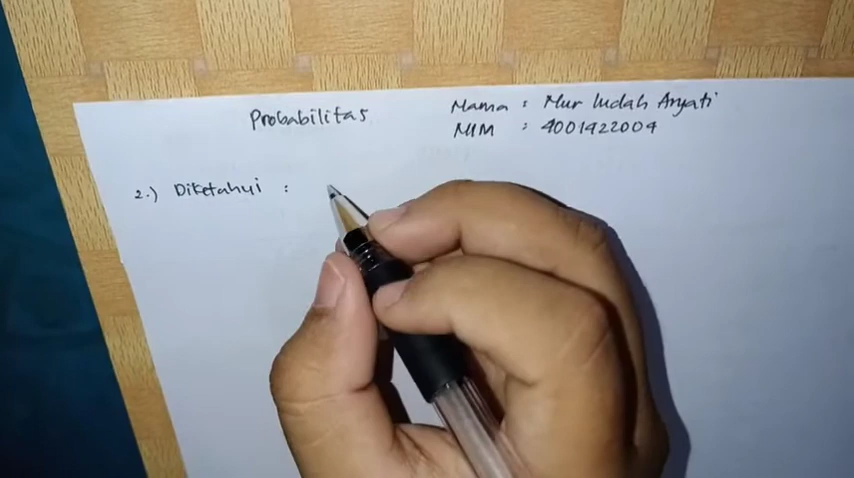 Probabilitas
Nama : Nur Indah Aryati
NIM : 4001422004
2.) Diketahui :